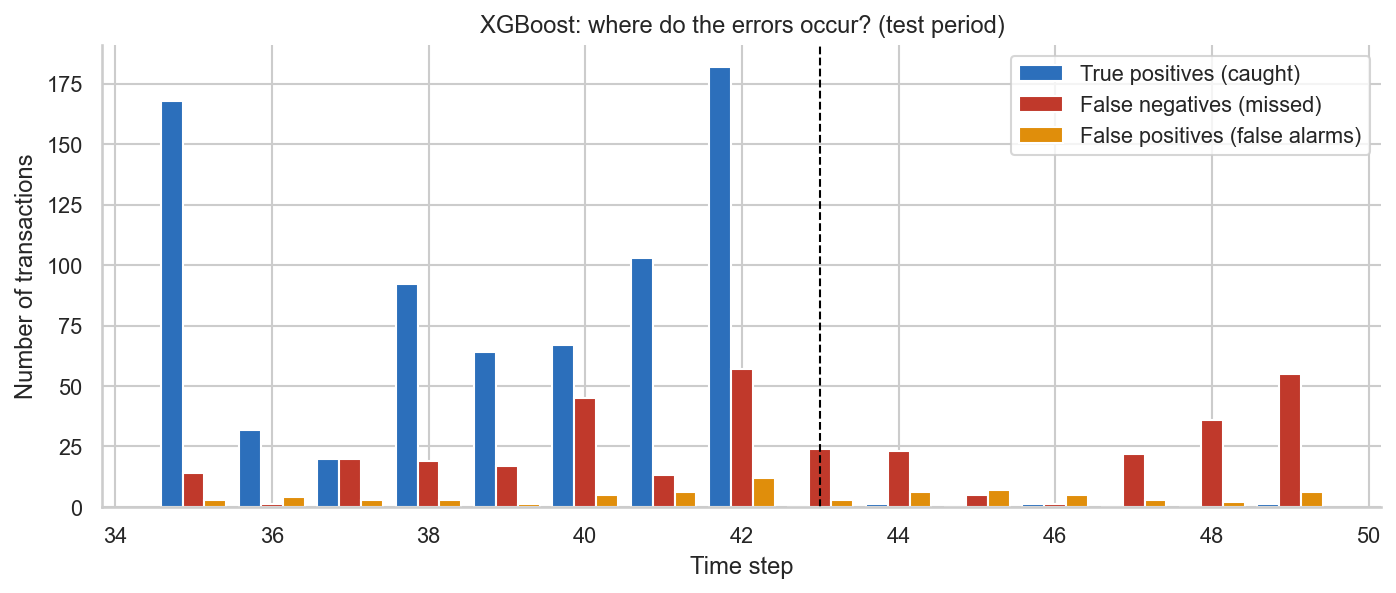 XGBoost: where do the errors occur? (test period)
True positives (caught)
False negatives (missed)
False positives (false alarms)
Number of transactions
175
150
125
100
75
50
25
0
34 36 38 40 42 44 46 48 50
Time step